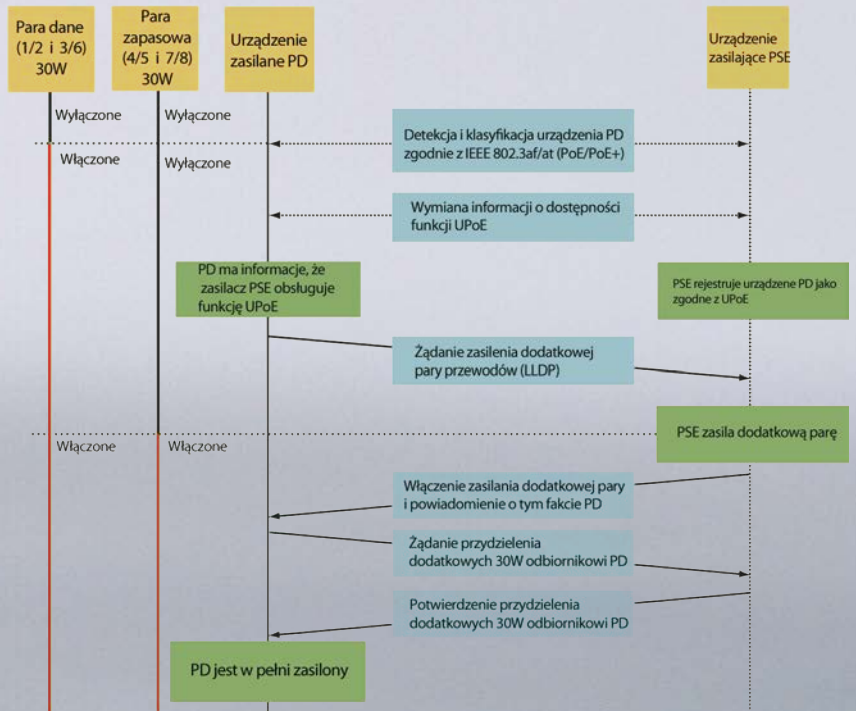 Para dane
(1/2 i 3/6)
30W
Para
zapasowa
(4/5 i 7/8)
30W
Urządzenie
zasilane PD
Urządzenie
zasilające PSE
Wyłączone
Wyłączone
Włączone
Wyłączone
Detekcja i klasyfikacja urządzenia PD
zgodnie z IEEE 802.3af/at (PoE/PoE+)
Wymiana informacji o dostępności
funkcji UPoE
PD ma informacje, że
zasilacz PSE obsługuje
funkcję UPoE
PSE rejestruje urządzene PD jako
zgodne z UPoE
Żądanie zasilenia dodatkowej
pary przewodów (LLDP)
PSE zasila dodatkową parę
Włączone
Włączone
Włączenie zasilania dodatkowej pary
i powiadomienie o tym fakcie PD
Żądanie przydzielenia
dodatkowych 30W odbiornikowi PD
Potwierdzenie przydzielenia
dodatkowych 30W odbiornikowi PD
PD jest w pełni zasilony